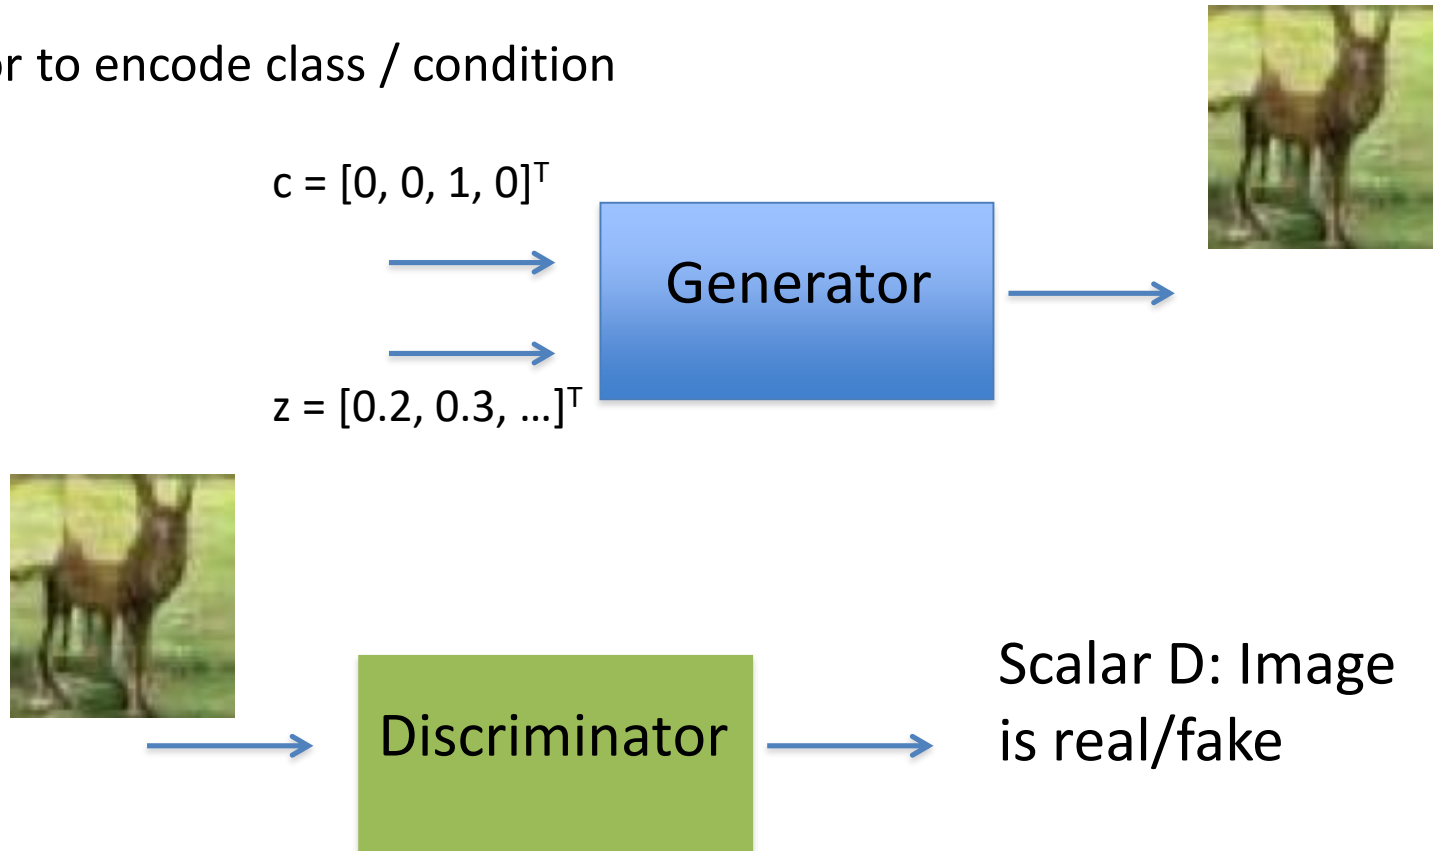 to encode class / condition
c = [0, 0, 1, 0]ᵀ
Generator
z = [0.2, 0.3, ...]ᵀ
Discriminator
Scalar D: Image
is real/fake